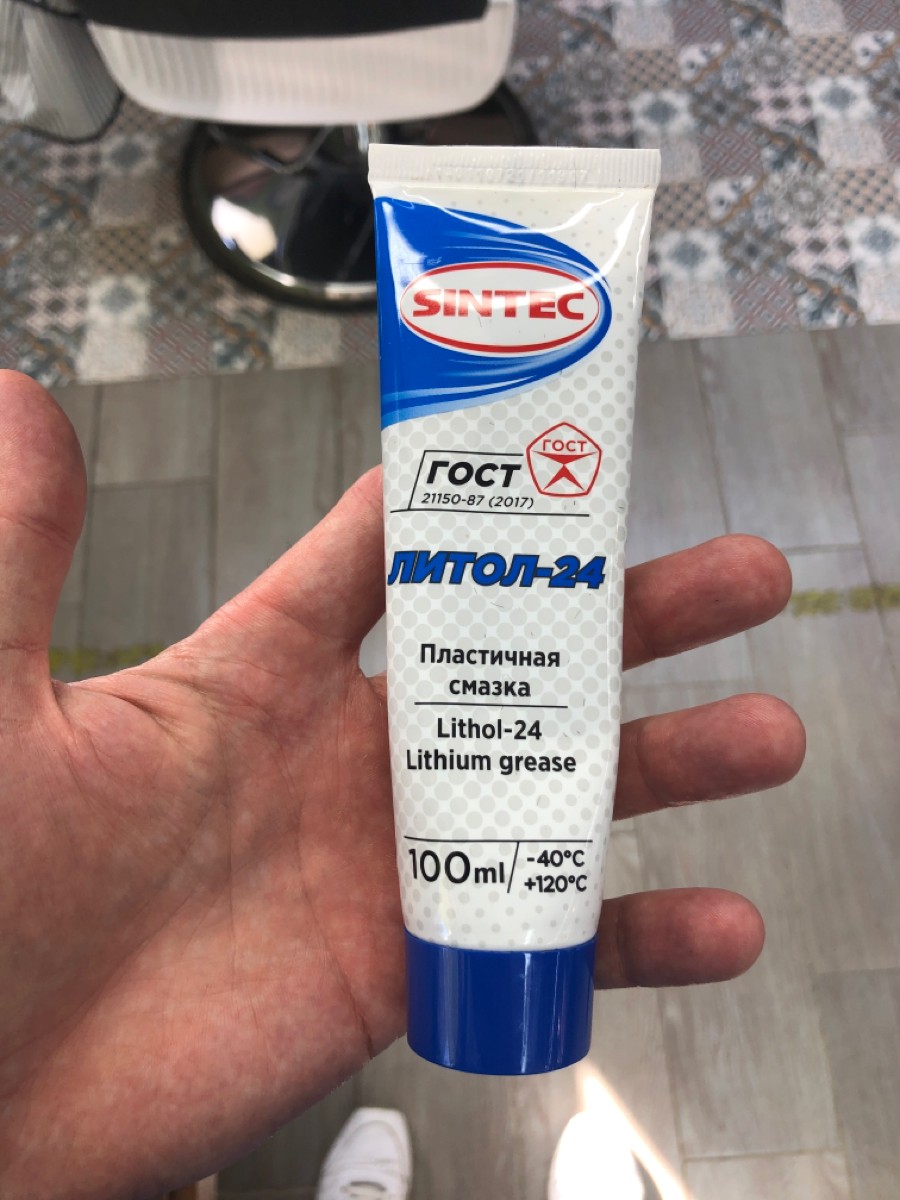 SINTEC
ГОСТ
ГОСТ
21150-87 (2017)
ЛИТОЛ-24
Пластичная
смазка
Lithol-24
Lithium grease
100ml
-40°C
+120°C